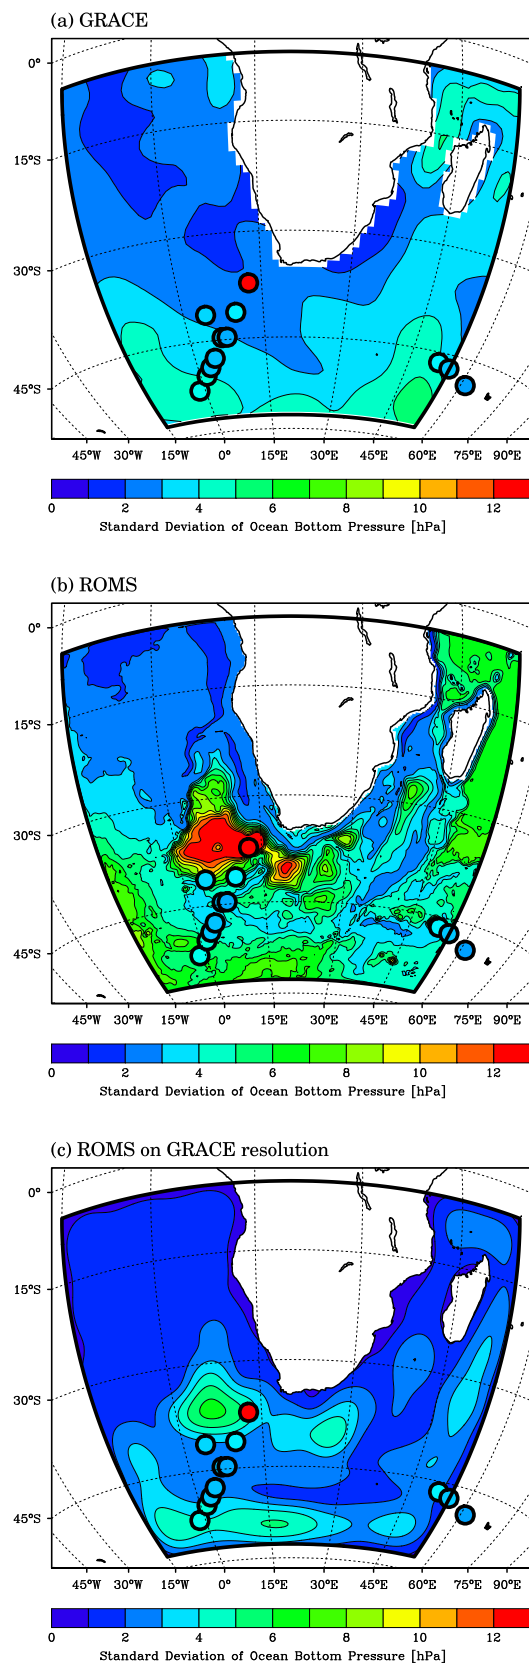 (a) GRACE
0°
15°S
30°S
45°S
45°W 30°W 15°W 0° 15°E 30°E 45°E 60°E 75°E 90°E
0 2 4 6 8 10 12
Standard Deviation of Ocean Bottom Pressure [hPa]
(b) ROMS
0°
15°S
30°S
45°S
45°W 30°W 15°W 0° 15°E 30°E 45°E 60°E 75°E 90°E
0 2 4 6 8 10 12
Standard Deviation of Ocean Bottom Pressure [hPa]
(c) ROMS on GRACE resolution
0°
15°S
30°S
45°S
45°W 30°W 15°W 0° 15°E 30°E 45°E 60°E 75°E 90°E
0 2 4 6 8 10 12
Standard Deviation of Ocean Bottom Pressure [hPa]